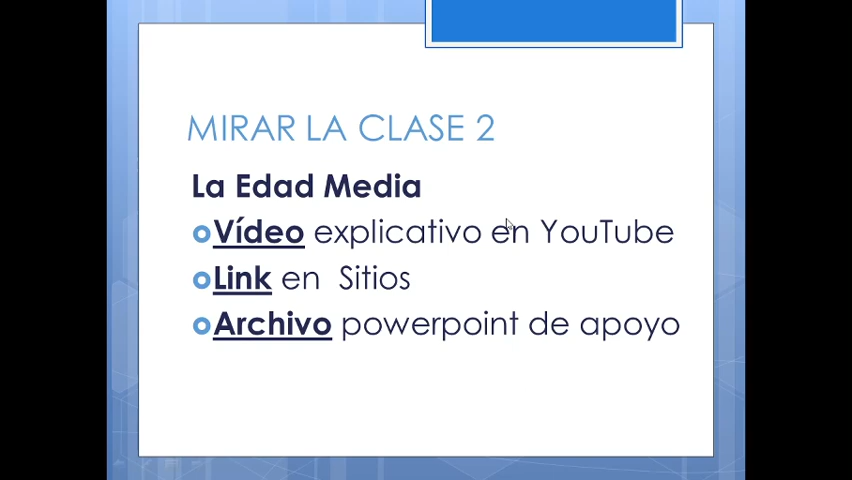 MIRAR LA CLASE 2
La Edad Media
Vídeo explicativo en YouTube
Link en Sitios
Archivo powerpoint de apoyo